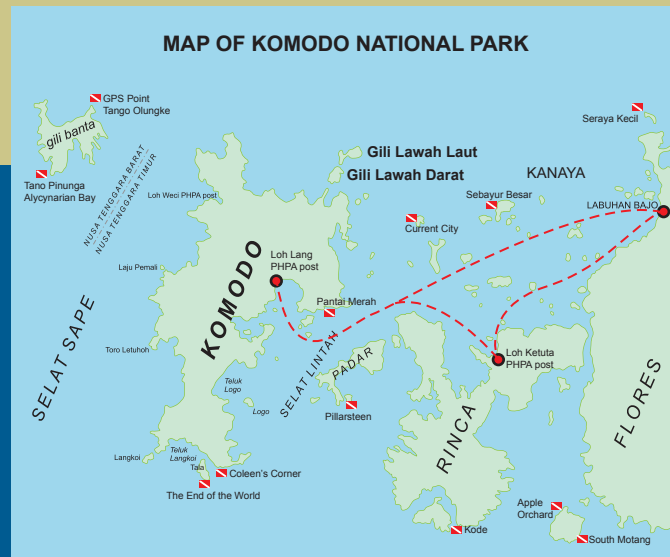 MAP OF KOMODO NATIONAL PARK
GPS Point
Tango Olungke
gili banta
Seraya Kecil
Gili Lawah Laut
Gili Lawah Darat
KANAYA
Tano Pinunga
Alycynarian Bay
NUSA TENGGARA BARAT
NUSA TENGGARA TIMUR
Loh Weci PHPA post
Sebayur Besar
LABUHAN BAJO
Current City
Loh Lang
PHPA post
KOMODO
Laju Pemali
Pantai Merah
SELAT SAPE
SELAT LINTAH
PADAR
Toro Letuhoh
Loh Ketuta
PHPA post
Teluk
Logo
Logo
Pillarsteen
RINCA
FLORES
Teluk
Langkoi
Langkoi
Tala
Coleen's Corner
The End of the World
Apple
Orchard
Kode
South Motang